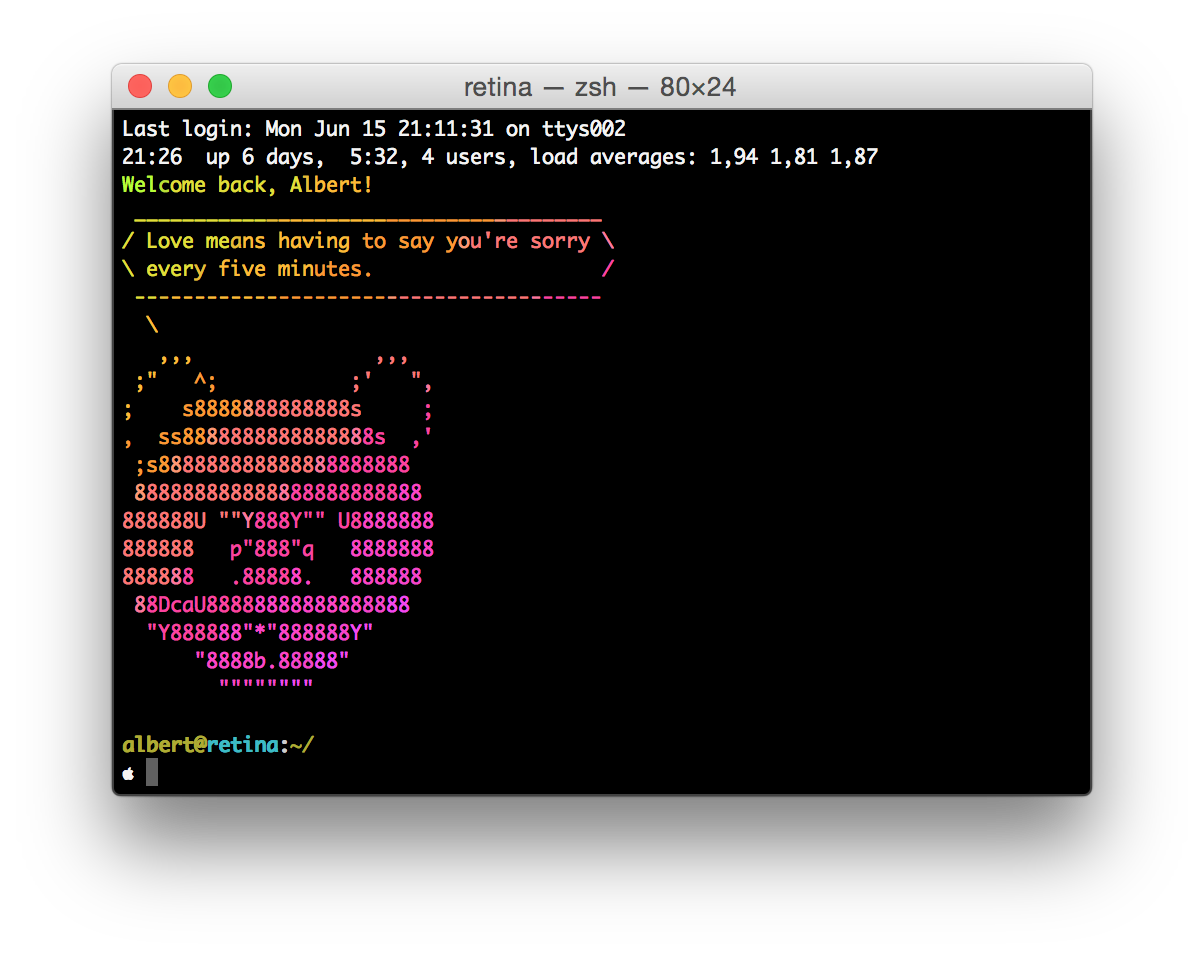 retina — zsh — 80×24
Last login: Mon Jun 15 21:11:31 on ttys002
21:26  up 6 days,  5:32, 4 users, load averages: 1,94 1,81 1,87
Welcome back, Albert!
 _______________________________________
/ Love means having to say you're sorry \
\ every five minutes.                   /
 ---------------------------------------
  \
   ,,,               ,,,
 ;"   ^;           ;'   ",
;    s8888888888888s     ;
,  ss888888888888888s  ,'
 ;s888888888888888888888
 888888888888888888888888
888888U ""Y888Y"" U8888888
888888   p"888"q   8888888
888888   .88888.   888888
 88DcaU88888888888888888
  "Y888888"*"888888Y"
      "8888b.88888"
        """"""""
albert@retina:~/